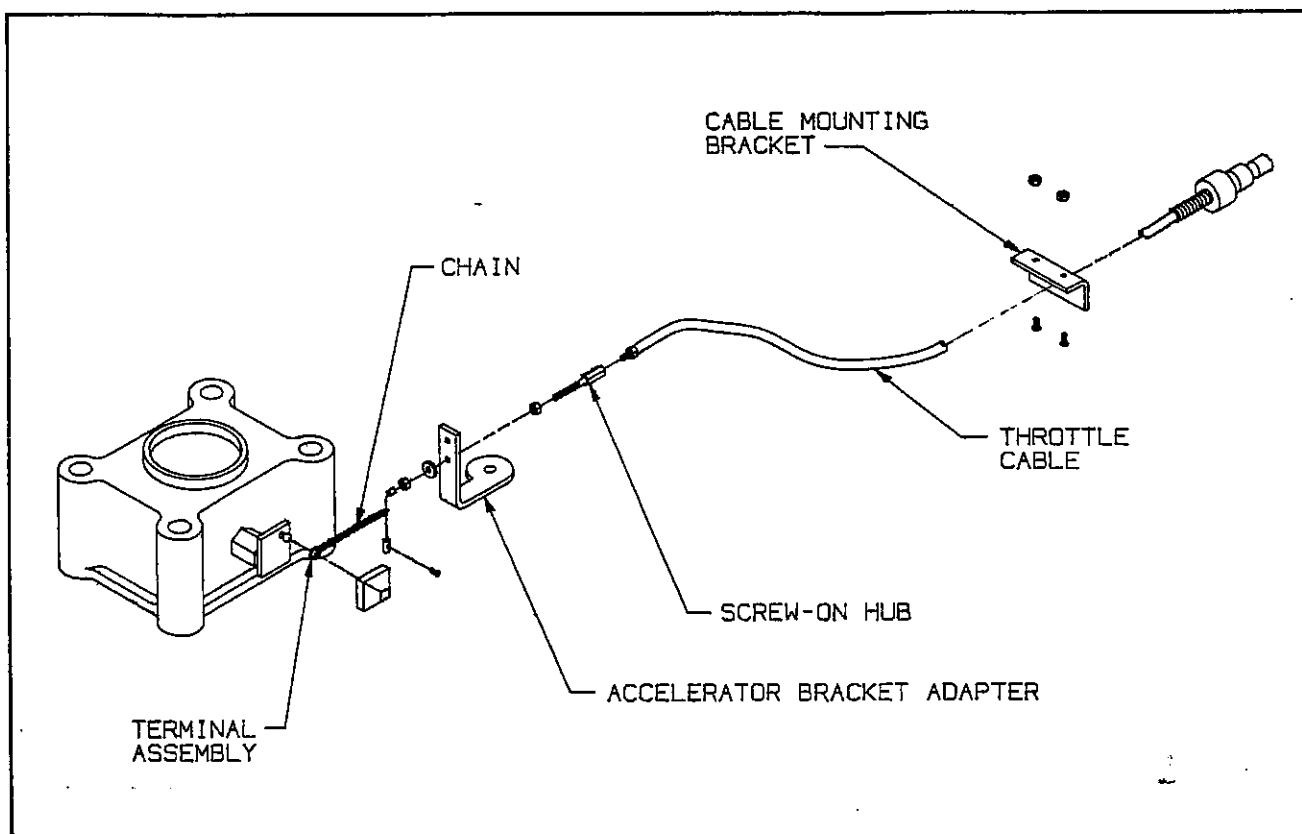 CABLE MOUNTING
BRACKET
CHAIN
THROTTLE
CABLE
SCREW-ON HUB
ACCELERATOR BRACKET ADAPTER
TERMINAL
ASSEMBLY